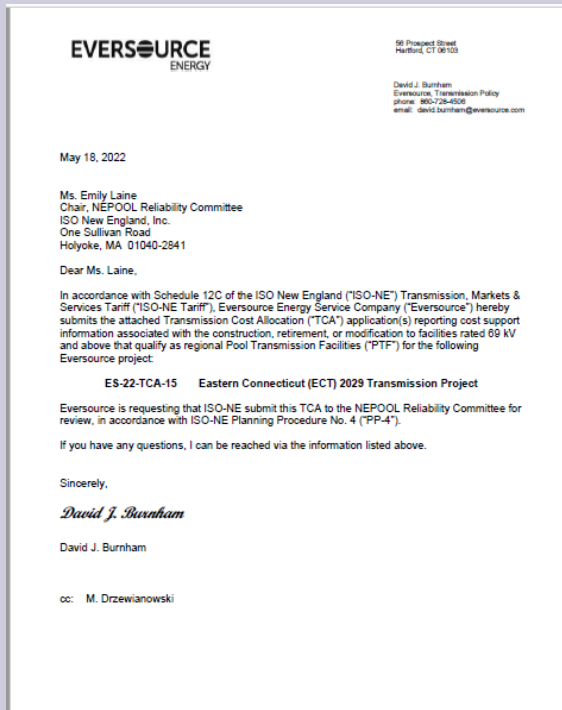 EVERSOURCE
ENERGY
56 Prospect Street
Hartford, CT 06103
David J. Burnham
Eversource, Transmission Policy
phone: 860-728-4506
email: david.burnham@eversource.com
May 18, 2022
Ms. Emily Laine
Chair, NEPOOL Reliability Committee
ISO New England, Inc.
One Sullivan Road
Holyoke, MA 01040-2841
Dear Ms. Laine,
In accordance with Schedule 12C of the ISO New England ("ISO-NE") Transmission, Markets &
Services Tariff ("ISO-NE Tariff"), Eversource Energy Service Company ("Eversource") hereby
submits the attached Transmission Cost Allocation ("TCA") application(s) reporting cost support
information associated with the construction, retirement, or modification to facilities rated 69 kV
and above that qualify as regional Pool Transmission Facilities ("PTF") for the following
Eversource project:
ES-22-TCA-15 Eastern Connecticut (ECT) 2029 Transmission Project
Eversource is requesting that ISO-NE submit this TCA to the NEPOOL Reliability Committee for
review, in accordance with ISO-NE Planning Procedure No. 4 ("PP-4").
If you have any questions, I can be reached via the information listed above.
Sincerely,
David J. Burnham
David J. Burnham
cc: M. Drzewianowski